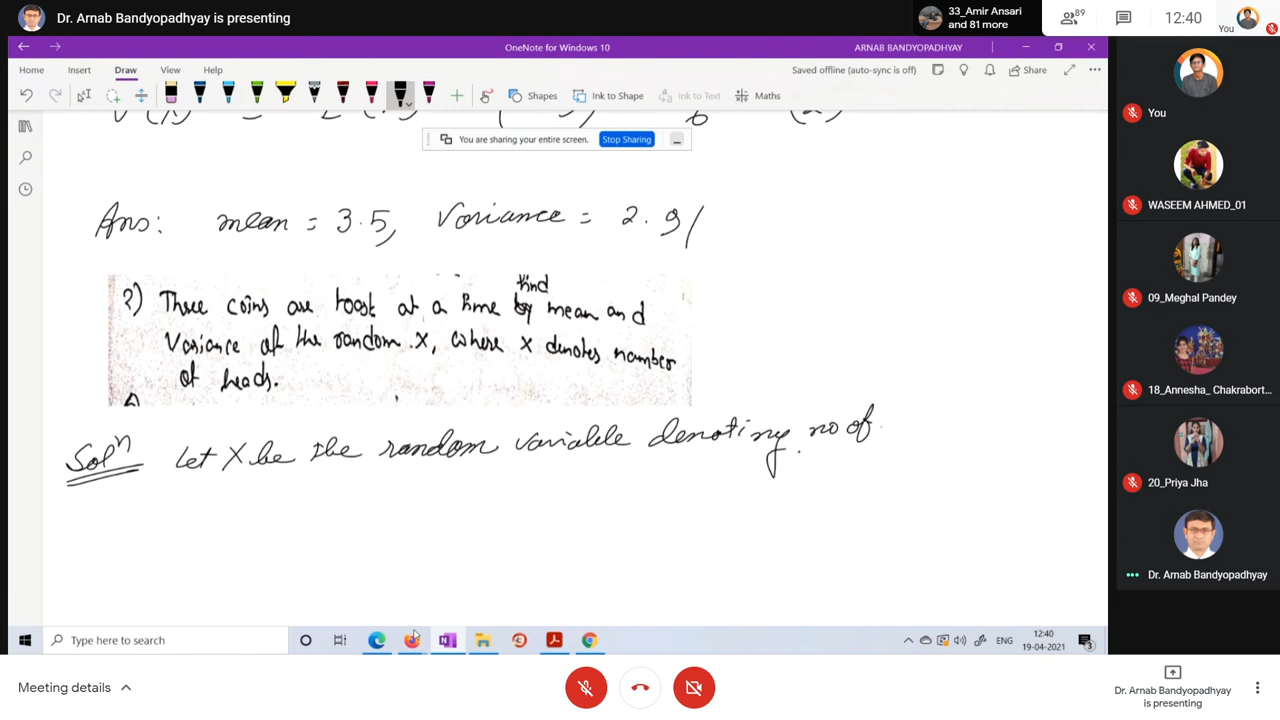 Dr. Arnab Bandyopadhyay is presenting
33_Amir Ansari
and 81 more
89
12:40
You
OneNote for Windows 10
ARNAB BANDYOPADHYAY
Home Insert Draw View Help
Saved offline (auto-sync is off)
Share
Shapes
Ink to Shape
Ink to Text
Maths
You are sharing your entire screen.
Stop Sharing
Ans: mean = 3.5, Variance = 2.91
2) Three coins are tosst at a time find by mean and
Variance of the random X, where x denotes number
of heads.
Solⁿ Let X be the random variable denoting no of
You
WASEEM AHMED_01
09_Meghal Pandey
18_Annesha_ Chakrabort...
20_Priya Jha
Dr. Arnab Bandyopadhyay
Type here to search
ENG
12:40
19-04-2021
3
Meeting details
Dr. Arnab Bandyopadhyay
is presenting